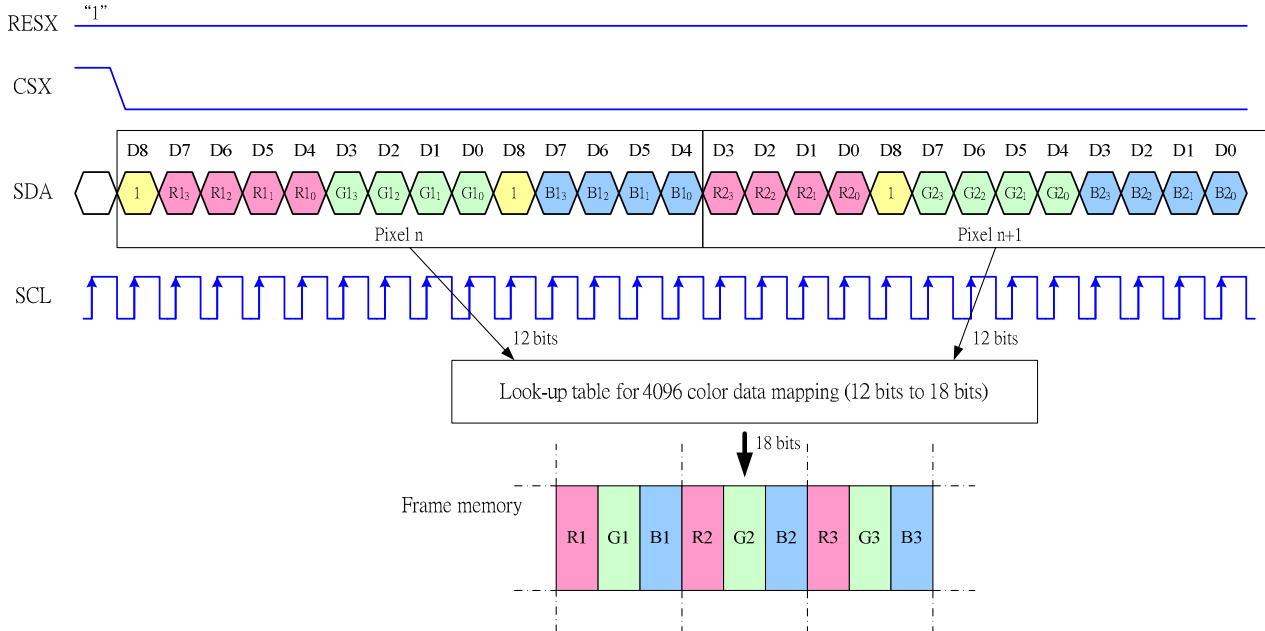 RESX “1”
CSX
D8 D7 D6 D5 D4 D3 D2 D1 D0 D8 D7 D6 D5 D4 D3 D2 D1 D0 D8 D7 D6 D5 D4 D3 D2 D1 D0
SDA 1 R1₃ R1₂ R1₁ R1₀ G1₃ G1₂ G1₁ G1₀ 1 B1₃ B1₂ B1₁ B1₀ R2₃ R2₂ R2₁ R2₀ 1 G2₃ G2₂ G2₁ G2₀ B2₃ B2₂ B2₁ B2₀
Pixel n Pixel n+1
SCL
12 bits 12 bits
Look-up table for 4096 color data mapping (12 bits to 18 bits)
18 bits
Frame memory
R1 G1 B1 R2 G2 B2 R3 G3 B3